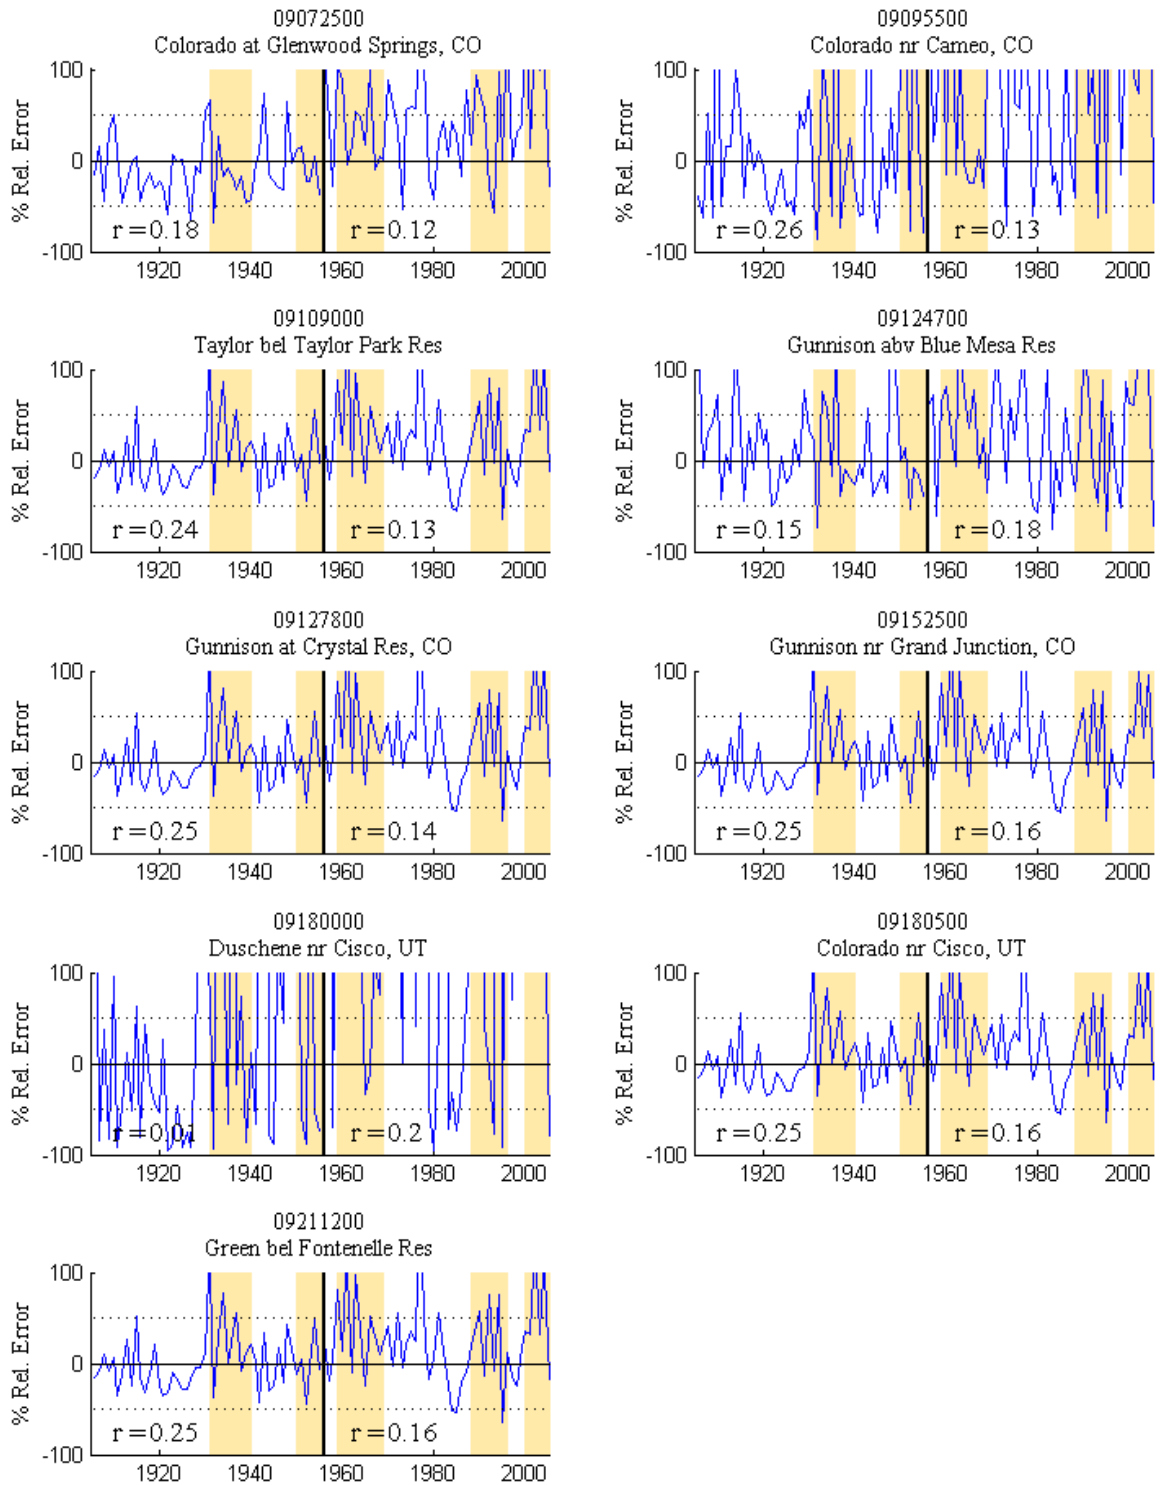 09072500
Colorado at Glenwood Springs, CO
% Rel. Error
100
0
-100
r=0.18
r=0.12
1920 1940 1960 1980 2000
09095500
Colorado nr Cameo, CO
% Rel. Error
100
0
-100
r=0.26
r=0.13
1920 1940 1960 1980 2000
09109000
Taylor bel Taylor Park Res
% Rel. Error
100
0
-100
r=0.24
r=0.13
1920 1940 1960 1980 2000
09124700
Gunnison abv Blue Mesa Res
% Rel. Error
100
0
-100
r=0.15
r=0.18
1920 1940 1960 1980 2000
09127800
Gunnison at Crystal Res, CO
% Rel. Error
100
0
-100
r=0.25
r=0.14
1920 1940 1960 1980 2000
09152500
Gunnison nr Grand Junction, CO
% Rel. Error
100
0
-100
r=0.25
r=0.16
1920 1940 1960 1980 2000
09180000
Duschene nr Cisco, UT
% Rel. Error
100
0
-100
r=0.01
r=0.2
1920 1940 1960 1980 2000
09180500
Colorado nr Cisco, UT
% Rel. Error
100
0
-100
r=0.25
r=0.16
1920 1940 1960 1980 2000
09211200
Green bel Fontenelle Res
% Rel. Error
100
0
-100
r=0.25
r=0.16
1920 1940 1960 1980 2000